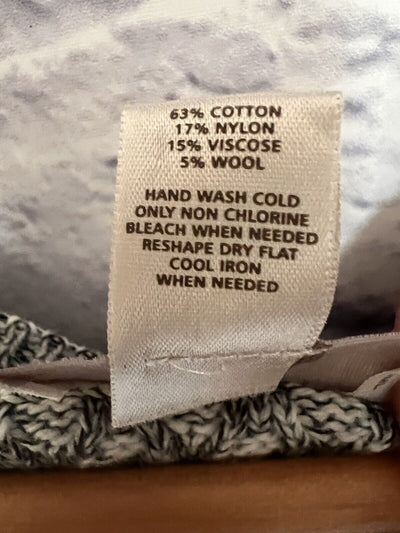 63% COTTON
17% NYLON
15% VISCOSE
5% WOOL
HAND WASH COLD
ONLY NON CHLORINE
BLEACH WHEN NEEDED
RESHAPE DRY FLAT
COOL IRON
WHEN NEEDED